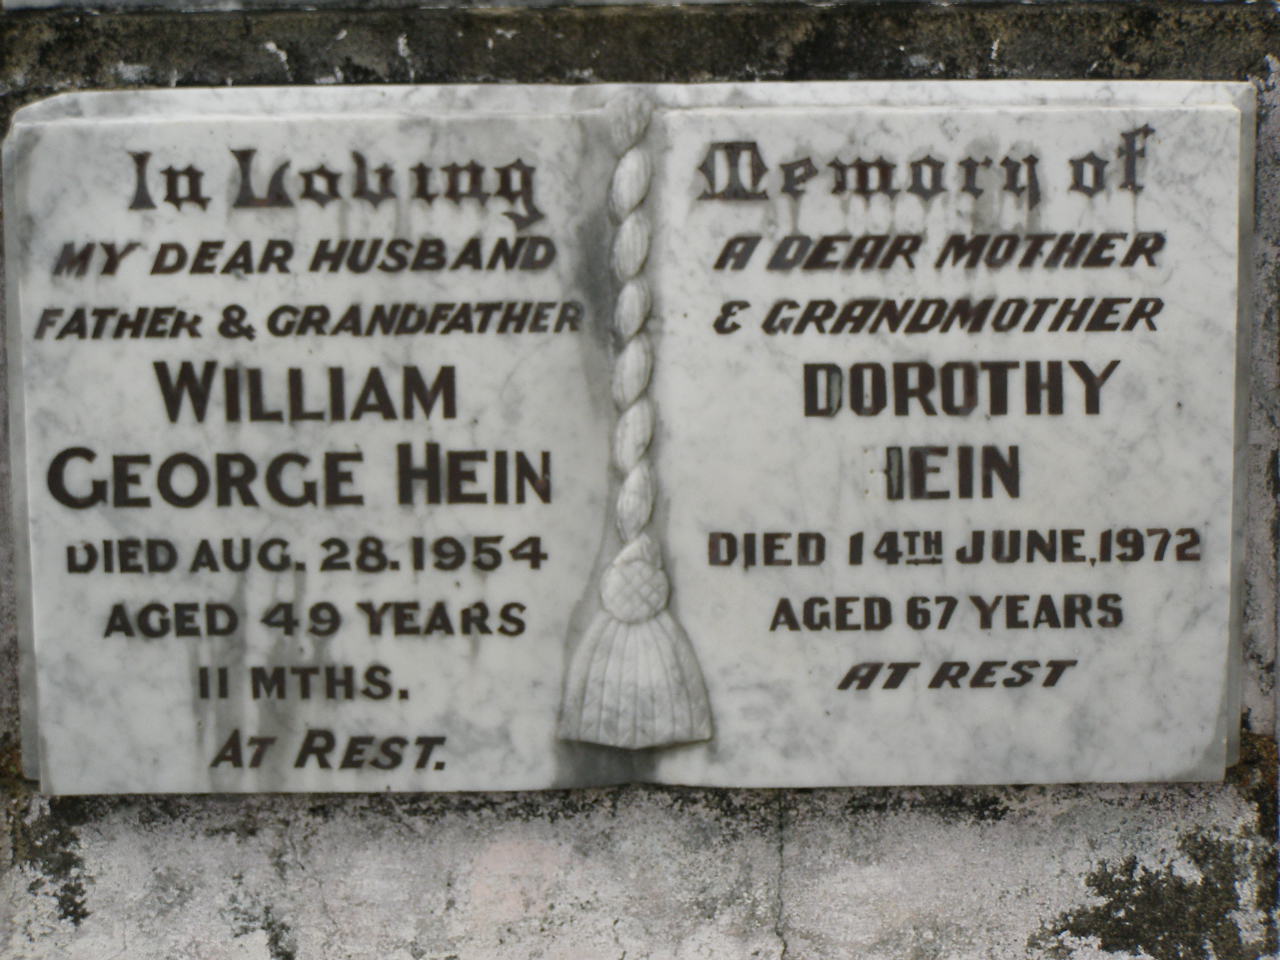 In Loving
MY DEAR HUSBAND
FATHER & GRANDFATHER
WILLIAM
GEORGE HEIN
DIED AUG. 28. 1954
AGED 49 YEARS
11 MTHS.
AT REST.
Memory of
A DEAR MOTHER
& GRANDMOTHER
DOROTHY
HEIN
DIED 14TH JUNE, 1972
AGED 67 YEARS
AT REST